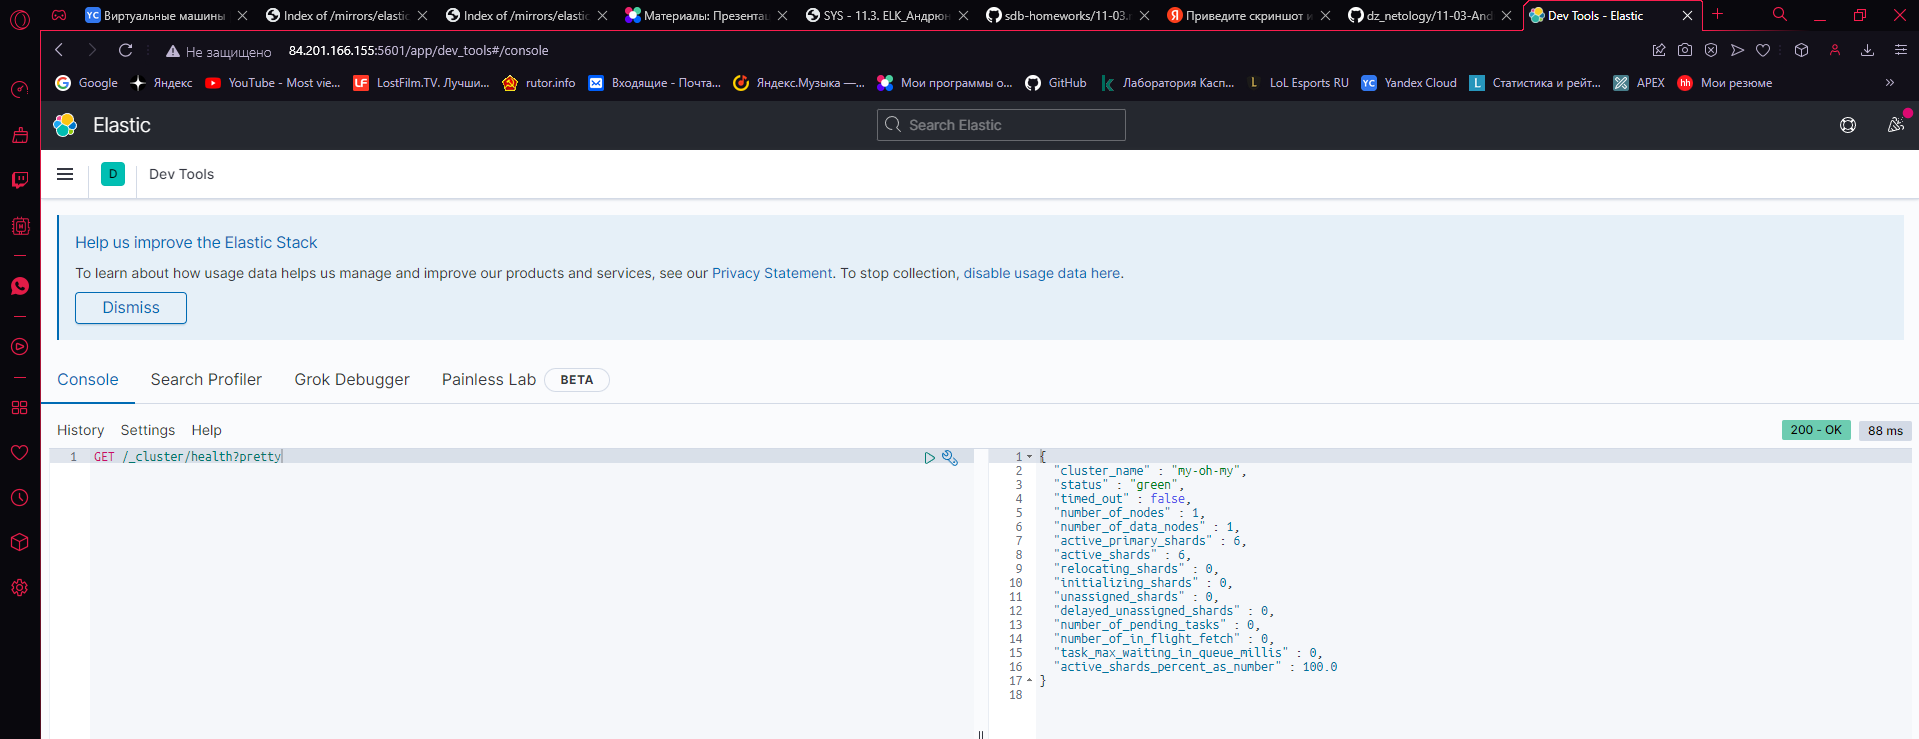 Виртуальные машины
Index of /mirrors/elastic
Index of /mirrors/elastic
Материалы: Презентац
SYS - 11.3. ELK_Андрюн
sdb-homeworks/11-03.
Приведите скриншот и
dz_netology/11-03-And
Dev Tools - Elastic
Не защищено
84.201.166.155:5601/app/dev_tools#/console
Google
Яндекс
YouTube - Most vie...
LostFilm.TV. Лучши...
rutor.info
Входящие - Почта...
Яндекс.Музыка —...
Мои программы о...
GitHub
Лаборатория Касп...
LoL Esports RU
Yandex Cloud
Статистика и рейт...
APEX
Мои резюме
Elastic
Search Elastic
D
Dev Tools
Help us improve the Elastic Stack
To learn about how usage data helps us manage and improve our products and services, see our Privacy Statement. To stop collection, disable usage data here.
Dismiss
Console
Search Profiler
Grok Debugger
Painless Lab
BETA
History
Settings
Help
200 - OK
88 ms
1 GET /_cluster/health?pretty
1 {
2 "cluster_name" : "my-oh-my",
3 "status" : "green",
4 "timed_out" : false,
5 "number_of_nodes" : 1,
6 "number_of_data_nodes" : 1,
7 "active_primary_shards" : 6,
8 "active_shards" : 6,
9 "relocating_shards" : 0,
10 "initializing_shards" : 0,
11 "unassigned_shards" : 0,
12 "delayed_unassigned_shards" : 0,
13 "number_of_pending_tasks" : 0,
14 "number_of_in_flight_fetch" : 0,
15 "task_max_waiting_in_queue_millis" : 0,
16 "active_shards_percent_as_number" : 100.0
17 }
18